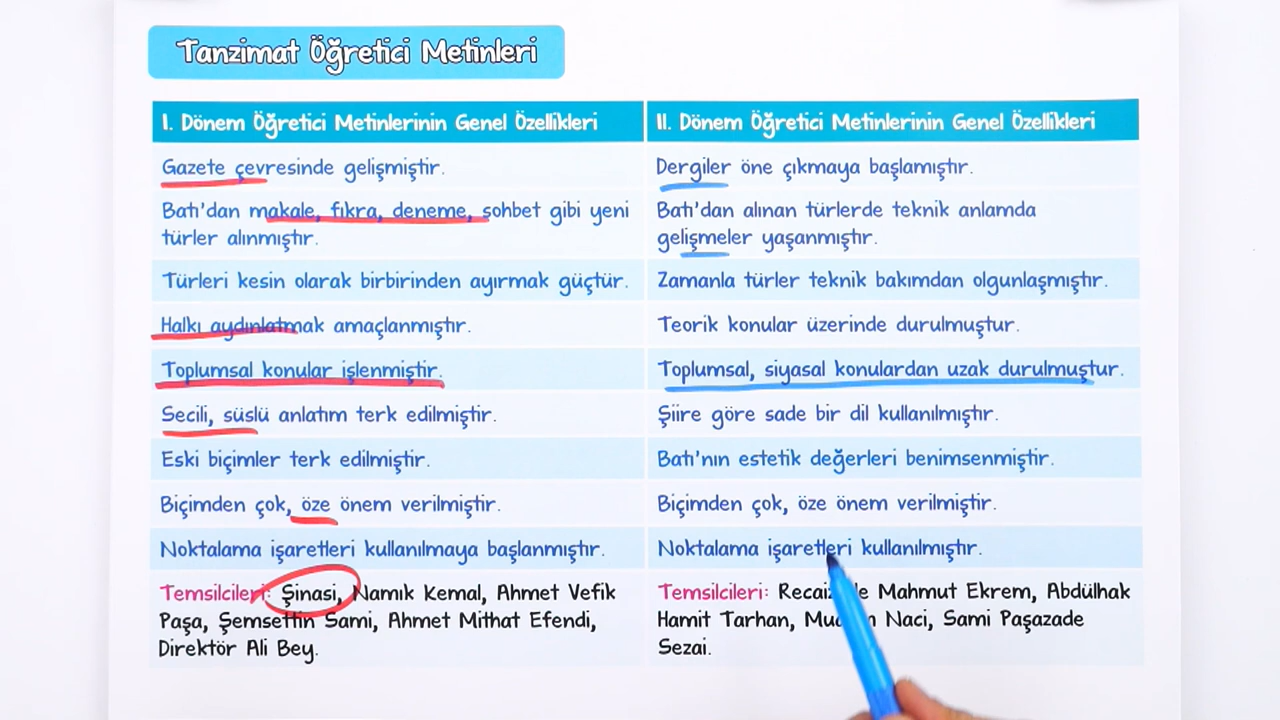 Tanzimat Öğretici Metinleri
I. Dönem Öğretici Metinlerinin Genel Özellikleri
Gazete çevresinde gelişmiştir.
Batı'dan makale, fıkra, deneme, sohbet gibi yeni
türler alınmıştır.
Türleri kesin olarak birbirinden ayırmak güçtür.
Halkı aydınlatmak amaçlanmıştır.
Toplumsal konular işlenmiştir.
Secili, süslü anlatım terk edilmiştir.
Eski biçimler terk edilmiştir.
Biçimden çok, öze önem verilmiştir.
Noktalama işaretleri kullanılmaya başlanmıştır.
Temsilcileri: Şinasi, Namık Kemal, Ahmet Vefik
Paşa, Şemsettin Sami, Ahmet Mithat Efendi,
Direktör Ali Bey.
II. Dönem Öğretici Metinlerinin Genel Özellikleri
Dergiler öne çıkmaya başlamıştır.
Batı'dan alınan türlerde teknik anlamda
gelişmeler yaşanmıştır.
Zamanla türler teknik bakımdan olgunlaşmıştır.
Teorik konular üzerinde durulmuştur.
Toplumsal, siyasal konulardan uzak durulmuştur.
Şiire göre sade bir dil kullanılmıştır.
Batı'nın estetik değerleri benimsenmiştir.
Biçimden çok, öze önem verilmiştir.
Noktalama işaretleri kullanılmıştır.
Temsilcileri: Mahmut Ekrem, Abdülhak
Hamit Tarhan, Naci, Sami Paşazade
Sezai.